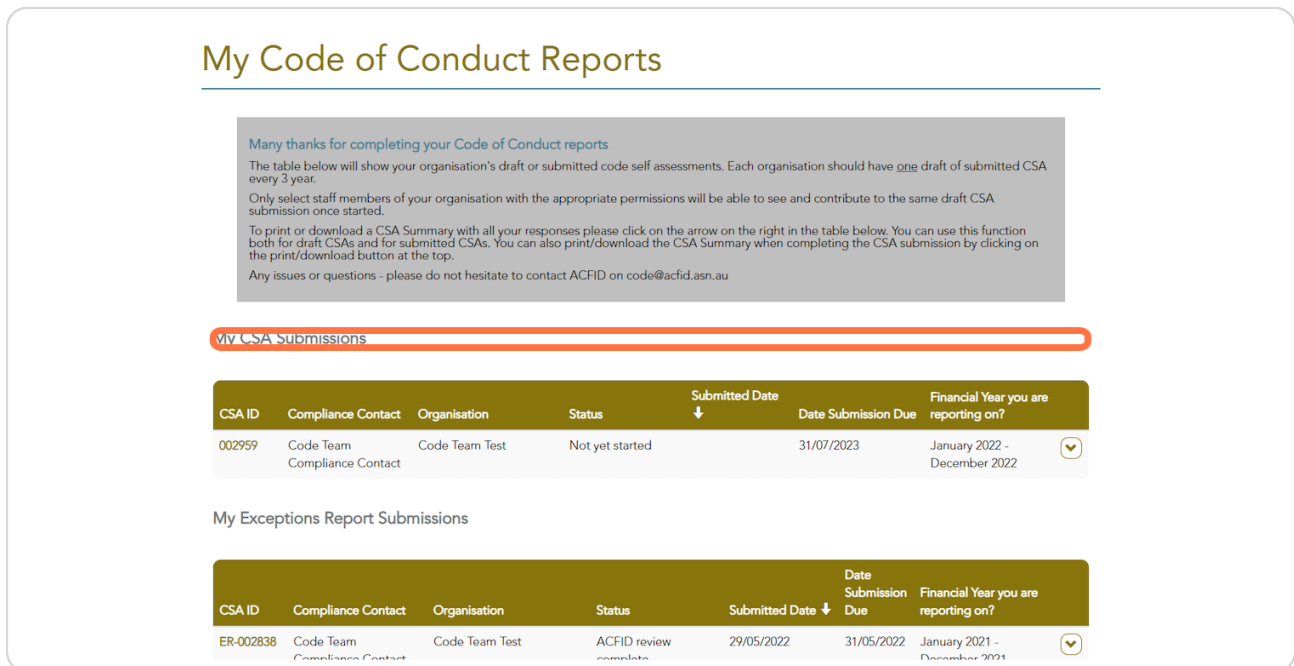 My Code of Conduct Reports
Many thanks for completing your Code of Conduct reports
The table below will show your organisation's draft or submitted code self assessments. Each organisation should have one draft of submitted CSA
every 3 year.
Only select staff members of your organisation with the appropriate permissions will be able to see and contribute to the same draft CSA
submission once started.
To print or download a CSA Summary with all your responses please click on the arrow on the right in the table below. You can use this function
both for draft CSAs and for submitted CSAs. You can also print/download the CSA Summary when completing the CSA submission by clicking on
the print/download button at the top.
Any issues or questions - please do not hesitate to contact ACFID on code@acfid.asn.au
My CSA Submissions
CSA ID Compliance Contact Organisation Status Submitted Date Date Submission Due Financial Year you are
reporting on?
002959 Code Team Code Team Test Not yet started 31/07/2023 January 2022 -
Compliance Contact December 2022
My Exceptions Report Submissions
Date
Submission Financial Year you are
CSA ID Compliance Contact Organisation Status Submitted Date Due reporting on?
ER-002838 Code Team Code Team Test ACFID review 29/05/2022 31/05/2022 January 2021 -
Compliance Contact complete December 2021